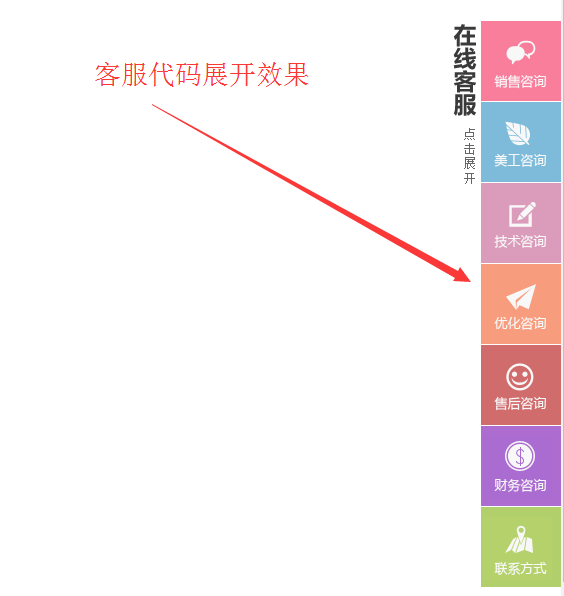 客服代码展开效果
在线客服
点击展开
销售咨询
美工咨询
技术咨询
优化咨询
售后咨询
财务咨询
联系方式